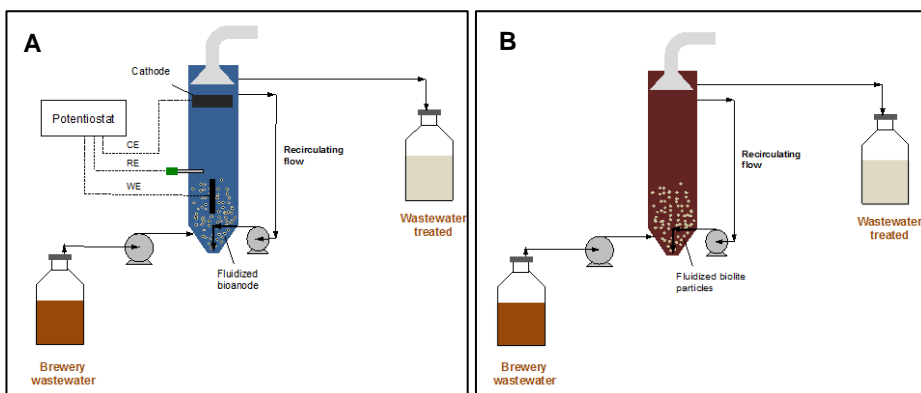 A
Cathode
Potentiostat
CE
RE
WE
Recirculating
flow
Wastewater
treated
Fluidized
bioanode
Brewery
wastewater
B
Recirculating
flow
Wastewater
treated
Fluidized biolite
particles
Brewery
wastewater